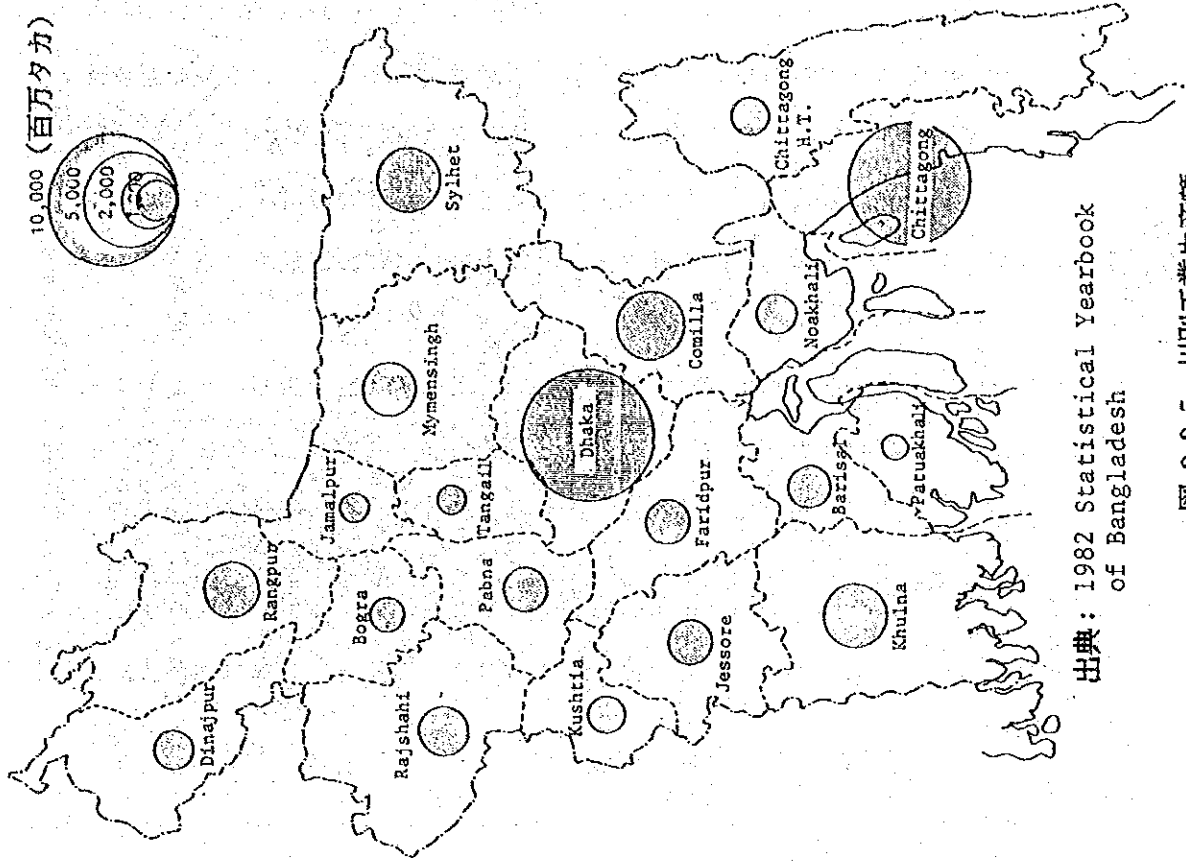 10,000 (百万タカ)
5,000
2,000
Dinajpur
Rangpur
Jamalpur
Mymensingh
Sylhet
Bogra
Rajshahi
Pabna
Tangail
Dhaka
Kushtia
Jessore
Faridpur
Comilla
Noakhali
Chittagong
H.T.
Chittagong
Khulna
Barisal
Patuakhali
出典: 1982 Statistical Yearbook
of Bangladesh